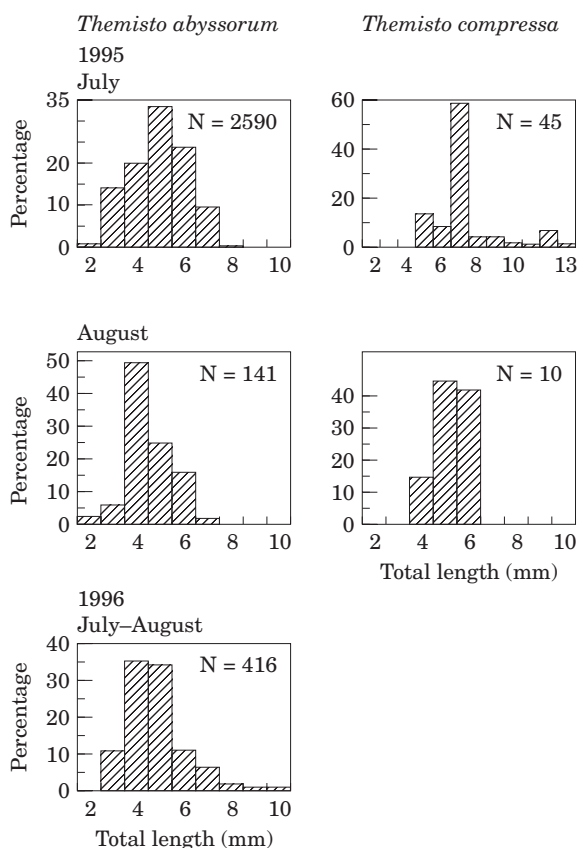 Themisto abyssorum Themisto compressa
1995
July
35
20
10
0
Percentage
N = 2590
2 4 6 8 10
60
40
20
0
N = 45
2 4 6 8 10 13
August
50
40
30
20
10
0
Percentage
N = 141
2 4 6 8 10
40
30
20
10
0
N = 10
2 4 6 8 10
Total length (mm)
1996
July–August
40
30
20
10
0
Percentage
N = 416
2 4 6 8 10
Total length (mm)